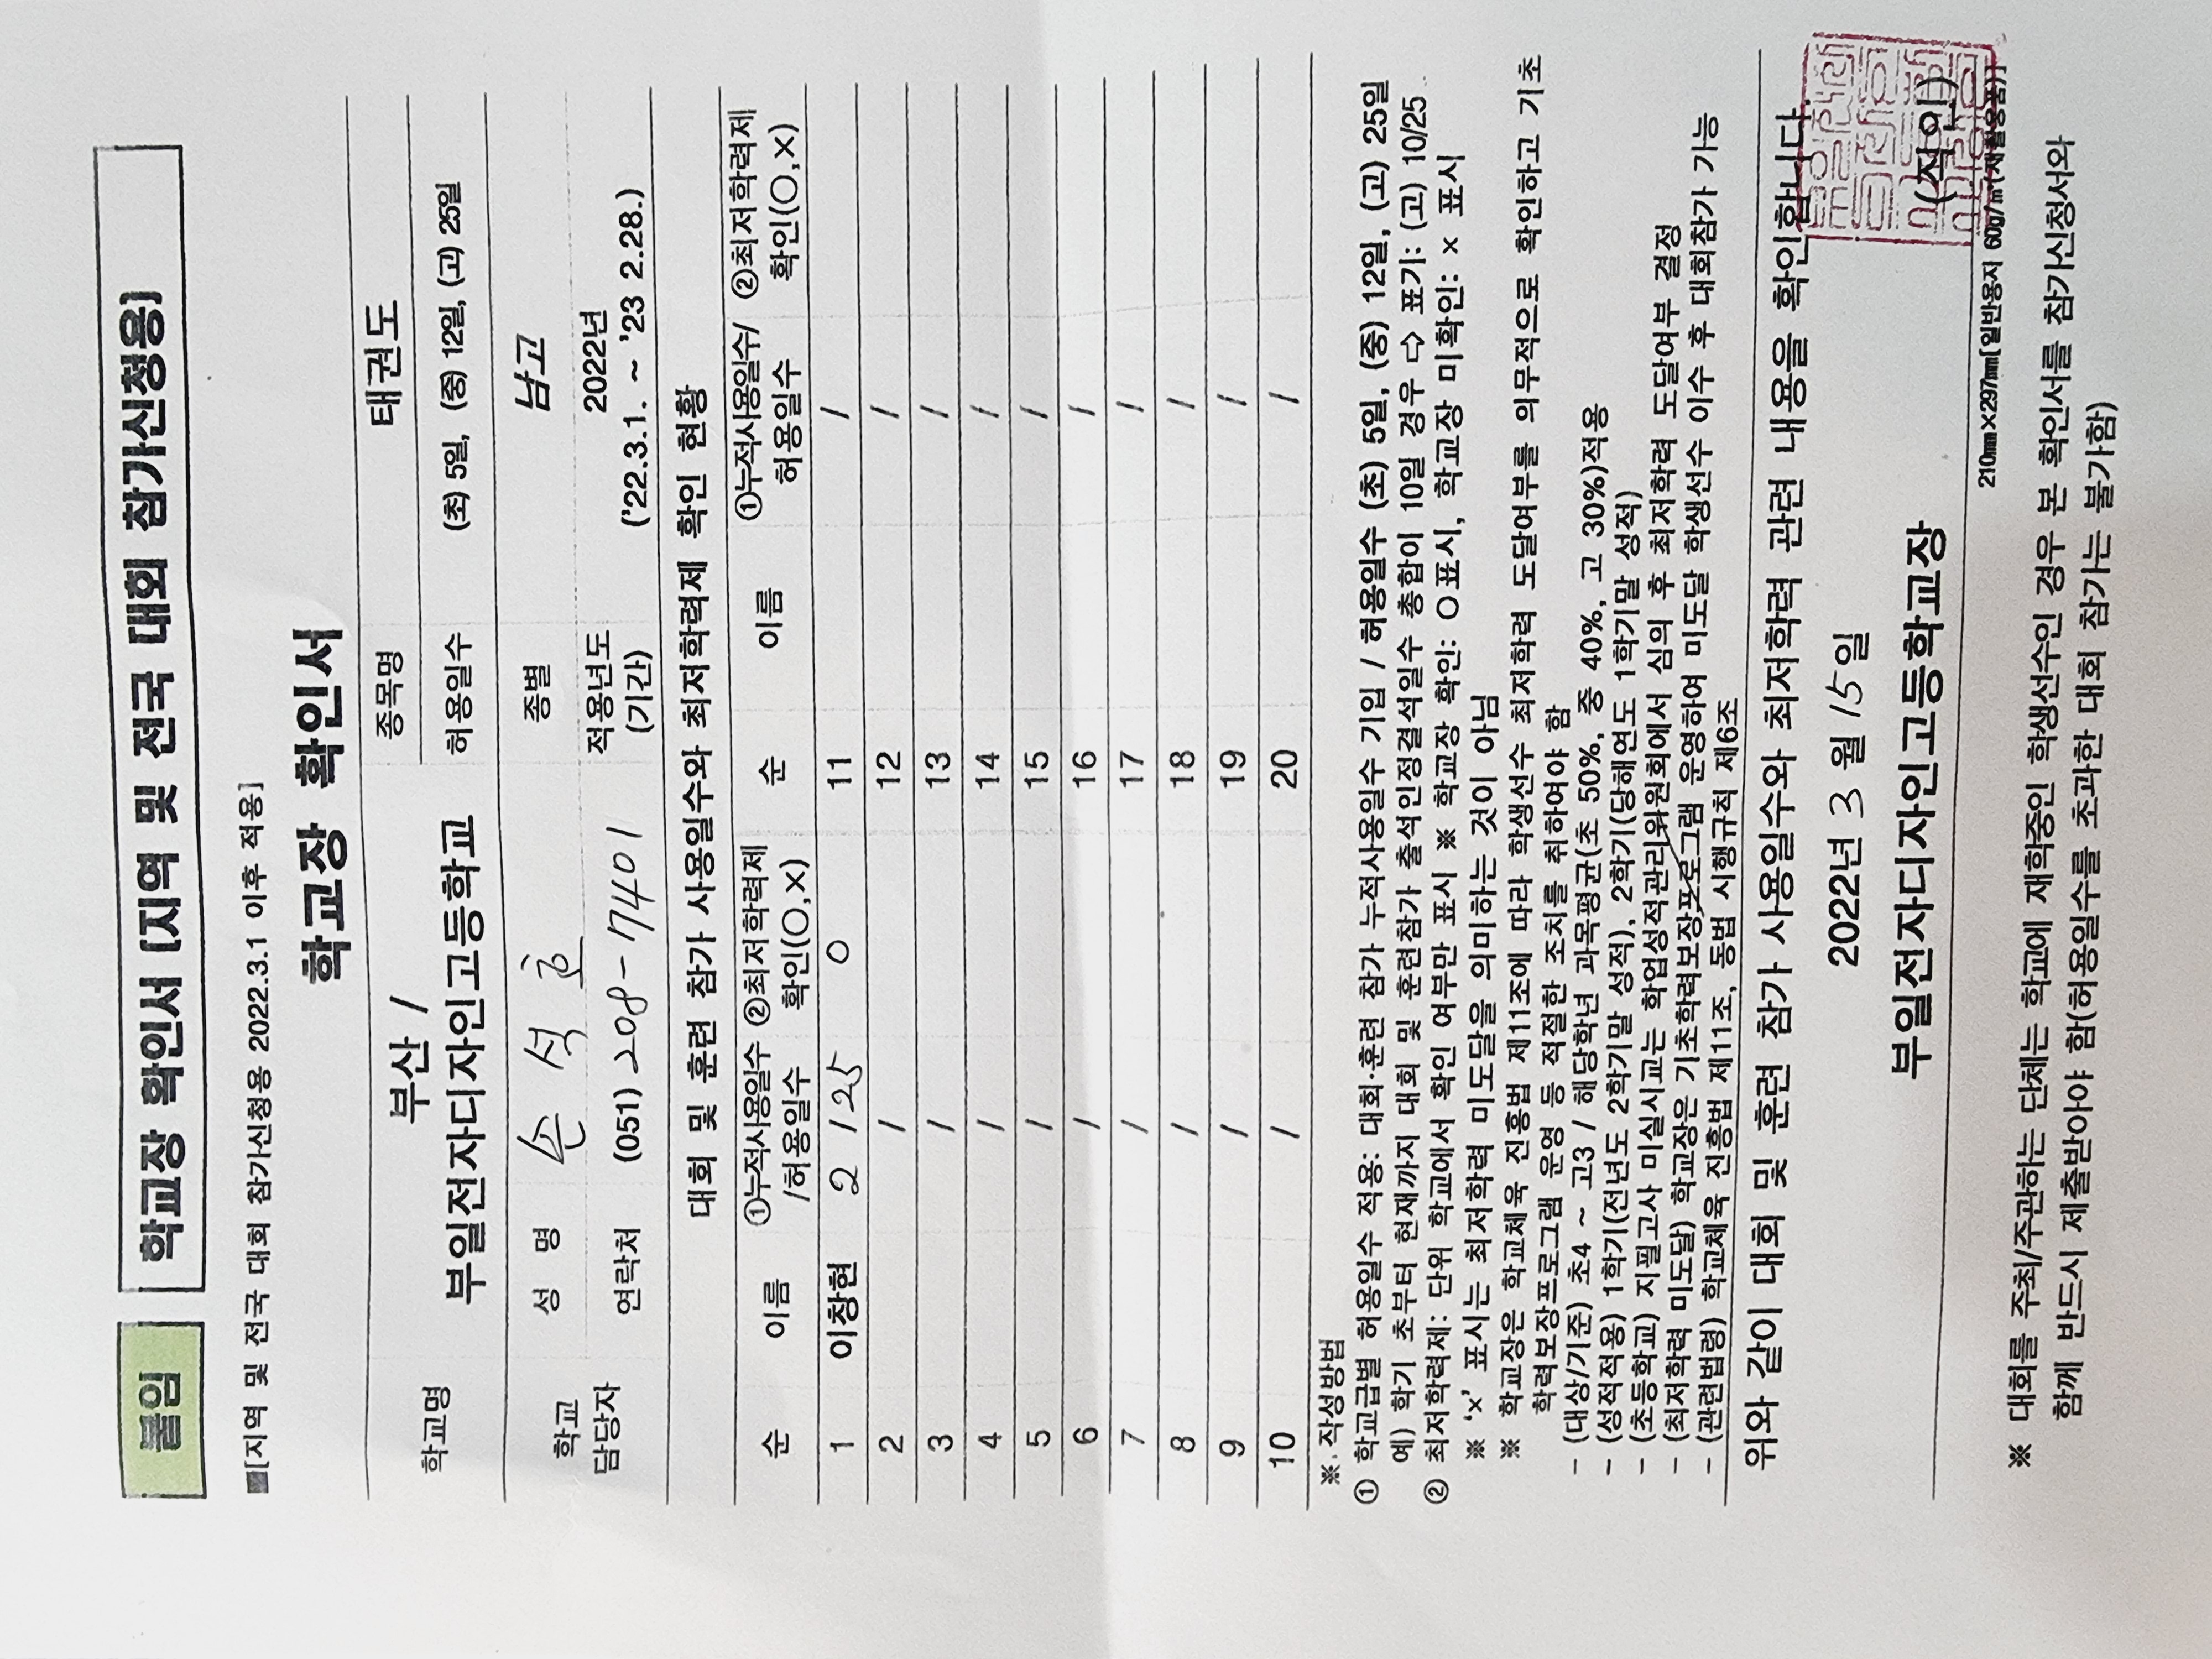 붙임
학교장 확인서 [지역 및 전국 대회 참가신청용]
■[지역 및 전국 대회 참가신청용 2022.3.1 이후 적용]
학교장 확인서
학교명 부산 / 부일전자디자인고등학교 종목명 태권도
허용일수 (초) 5일, (중) 12일, (고) 25일
학교 담당자 성 명 손석호 종별 남고
연락처 (051) 208-7401 적용년도 (기간) 2022년 ('22.3.1. ~ '23 2.28.)
대회 및 훈련 참가 사용일수와 최저학력제 확인 현황
순 이름 ①누적사용일수 /허용일수 ②최저학력제 확인(○,×) 순 이름 ①누적사용일수/ 허용일수 ②최저학력제 확인(○,×)
1 이창현 2 / 25 ○ 11 /
2 / 12 /
3 / 13 /
4 / 14 /
5 / 15 /
6 / 16 /
7 / 17 /
8 / 18 /
9 / 19 /
10 / 20 /
※. 작성방법
① 학교급별 허용일수 적용: 대회·훈련 참가 누적사용일수 기입 / 허용일수 (초) 5일, (중) 12일, (고) 25일
예) 학기 초부터 현재까지 대회 및 훈련참가 출석인정결석일수 총합이 10일 경우 ⇨ 표기: (고) 10/25
② 최저학력제: 단위 학교에서 확인 여부만 표시 ※ 학교장 확인: ○표시, 학교장 미확인: × 표시
※ '×' 표시는 최저학력 미도달을 의미하는 것이 아님
※ 학교장은 학교체육 진흥법 제11조에 따라 학생선수 최저학력 도달여부를 의무적으로 확인하고 기초
학력보장프로그램 운영 등 적절한 조치를 취하여야 함
- (대상/기준) 초4 ~ 고3 / 해당학년 과목평균(초 50%, 중 40%, 고 30%)적용
- (성적적용) 1학기(전년도 2학기말 성적), 2학기(당해연도 1학기말 성적)
- (초등학교) 지필고사 미실시교는 학업성적관리위원회에서 심의 후 최저학력 도달여부 결정
- (최저학력 미도달) 학교장은 기초학력보장프로그램 운영하여 미도달 학생선수 이수 후 대회참가 가능
- (관련법령) 학교체육 진흥법 제11조, 동법 시행규칙 제6조
위와 같이 대회 및 훈련 참가 사용일수와 최저학력 관련 내용을 확인합니다.
2022년 3 월 15일
부일전자디자인고등학교장 (직인)
210㎜×297㎜[일반용지 60g/㎡(재활용품)]
※ 대회를 주최/주관하는 단체는 학교에 재학중인 학생선수인 경우 본 확인서를 참가신청서와
함께 반드시 제출받아야 함(허용일수를 초과한 대회 참가는 불가함)